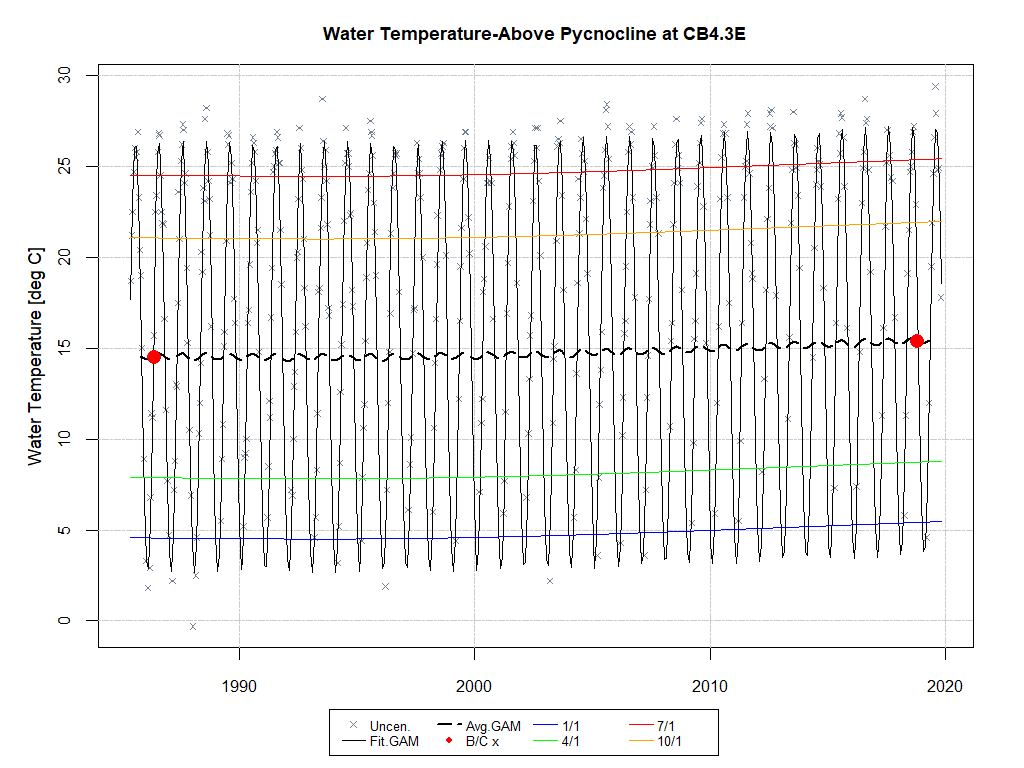 Water Temperature-Above Pycnocline at CB4.3E
Water Temperature [deg C]
30
25
20
15
10
5
0
1990 2000 2010 2020
Uncen. Avg.GAM 1/1 7/1
Fit.GAM B/C x 4/1 10/1